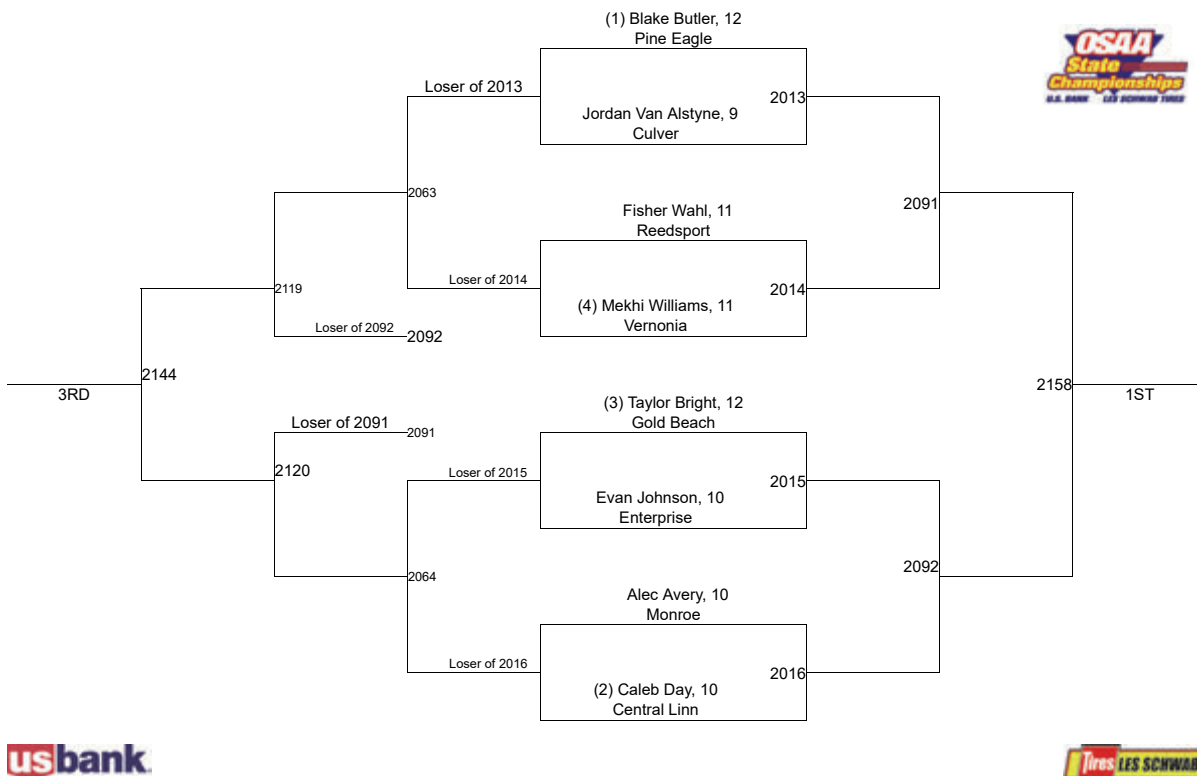 (1) Blake Butler, 12
Pine Eagle
OSAA
State
Championships
U.S. BANK LES SCHWAB TIRES
Loser of 2013
2013
Jordan Van Alstyne, 9
Culver
2063
2091
Fisher Wahl, 11
Reedsport
Loser of 2014
2014
2119
(4) Mekhi Williams, 11
Vernonia
Loser of 2092
2092
2144
3RD
2158
1ST
(3) Taylor Bright, 12
Gold Beach
Loser of 2091
2091
2120
Loser of 2015
2015
Evan Johnson, 10
Enterprise
2064
2092
Alec Avery, 10
Monroe
Loser of 2016
2016
(2) Caleb Day, 10
Central Linn
usbank
Tires LES SCHWAB